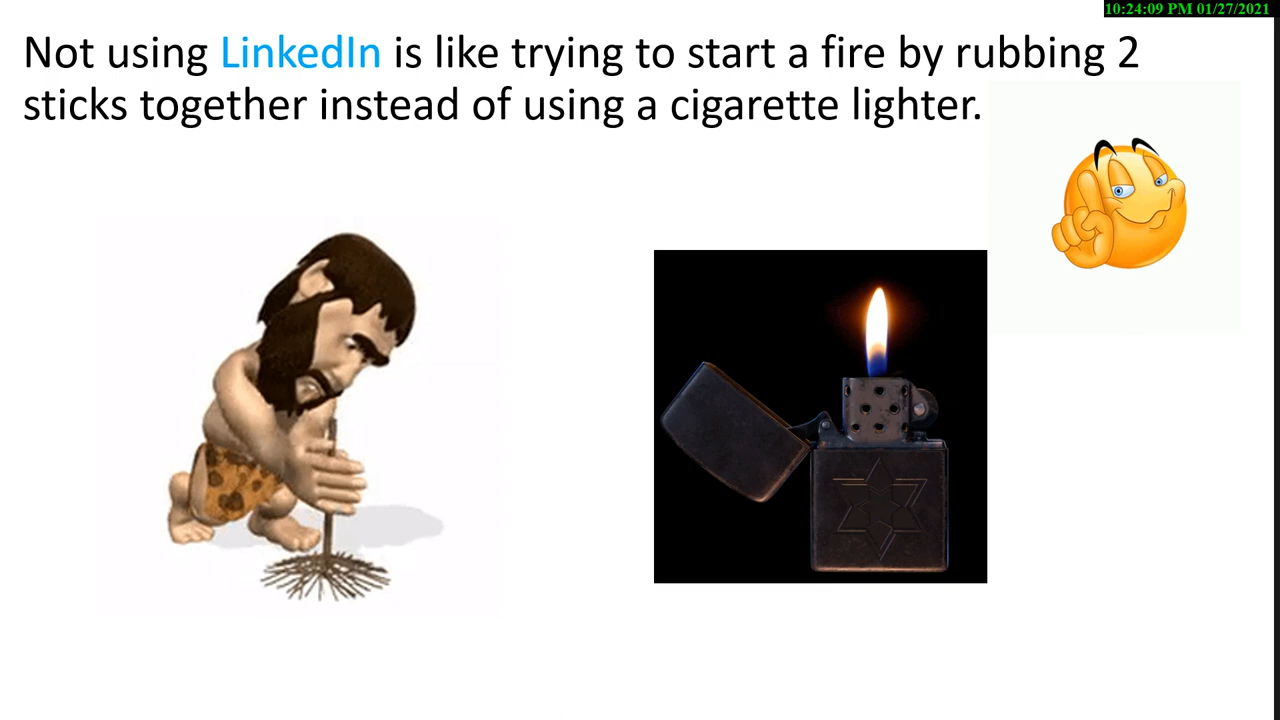 10:24:09 PM 01/27/2021
Not using LinkedIn is like trying to start a fire by rubbing 2
sticks together instead of using a cigarette lighter.